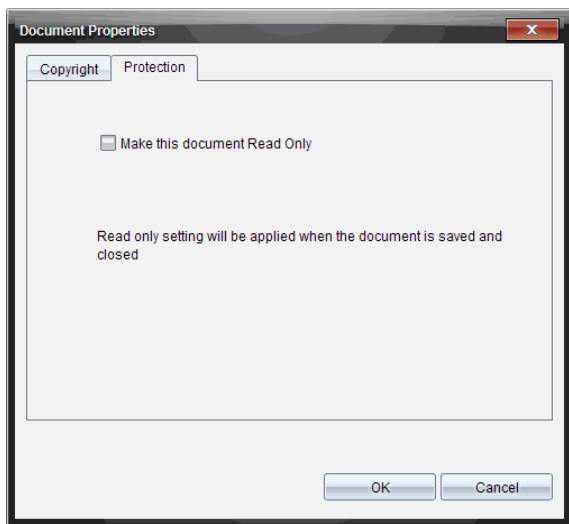 Document Properties
Copyright Protection
Make this document Read Only
Read only setting will be applied when the document is saved and
closed
OK Cancel